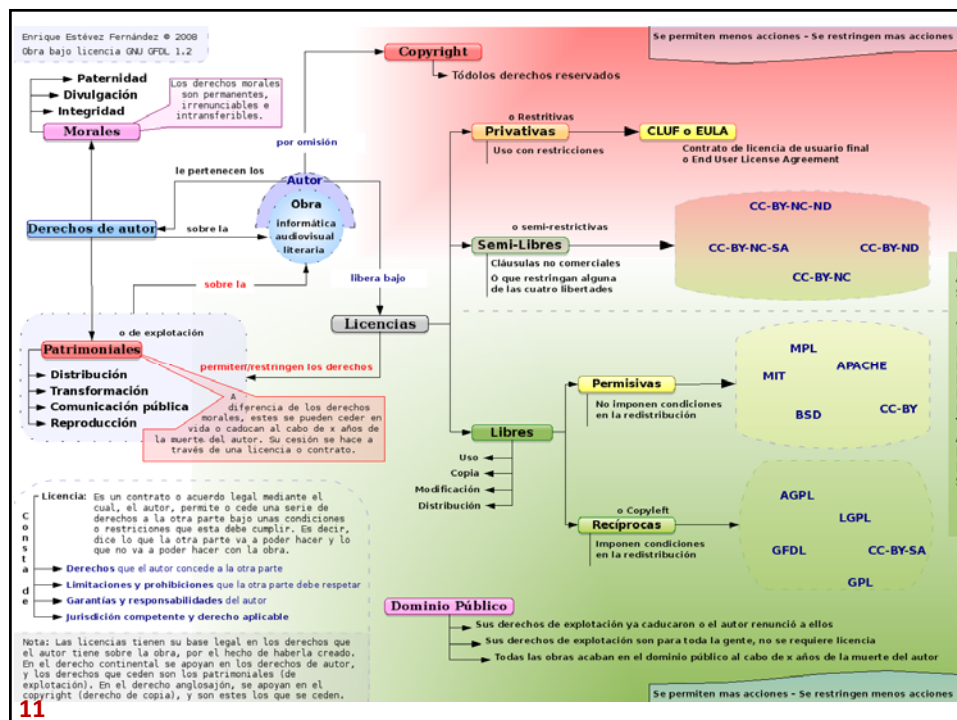 Enrique Estévez Fernández © 2008
Obra bajo licencia GNU GFDL 1.2
Copyright
Tódolos derechos reservados
Se permiten menos acciones – Se restringen mas acciones
Paternidad
Divulgación
Integridad
Morales
Los derechos morales
son permanentes,
irrenunciables e
intransferibles.
por omisión
o Restritivas
Privativas
Uso con restricciones
CLUF o EULA
Contrato de licencia de usuario final
o End User License Agreement
le pertenecen los
Autor
Obra
informática
audiovisual
literaria
Derechos de autor
sobre la
sobre la
libera bajo
o semi-restrictivas
Semi-Libres
Cláusulas no comerciales
O que restringan alguna
de las cuatro libertades
CC-BY-NC-ND
CC-BY-NC-SA
CC-BY-ND
CC-BY-NC
Licencias
o de explotación
Patrimoniales
Distribución
Transformación
Comunicación pública
Reproducción
permiten/restringen los derechos
A
diferencia de los derechos
morales, estes se pueden ceder en
vida o cadocan al cabo de x años de
la muerte del autor. Su cesión se hace a
través de una licencia o contrato.
Permisivas
No imponen condiciones
en la redistribución
MPL
APACHE
MIT
BSD
CC-BY
Libres
Uso
Copia
Modificación
Distribución
o Copyleft
Recíprocas
Imponen condiciones
en la redistribución
AGPL
LGPL
GFDL
CC-BY-SA
GPL
Consta de
Licencia: Es un contrato o acuerdo legal mediante el
cual, el autor, permite o cede una serie de
derechos a la otra parte bajo unas condiciones
o restriciones que esta debe cumplir. Es decir,
dice lo que la otra parte va a poder hacer y lo
que no va a poder hacer con la obra.
Derechos que el autor concede a la otra parte
Limitaciones y prohibiciones que la otra parte debe respetar
Garantías y responsabilidades del autor
Jurisdición competente y derecho aplicable
Dominio Público
Sus derechos de explotación ya caducaron o el autor renunció a ellos
Sus derechos de explotación son para toda la gente, no se requiere licencia
Todas las obras acaban en el dominio público al cabo de x años de la muerte del autor
Nota: Las licencias tienen su base legal en los derechos que
el autor tiene sobre la obra, por el hecho de haberla creado.
En el derecho continental se apoyan en los derechos de autor,
y los derechos que ceden son los patrimoniales (de
explotación). En el derecho anglosajón, se apoyan en el
copyright (derecho de copia), y son estes los que se ceden.
Se permiten mas acciones – Se restringen menos acciones
11